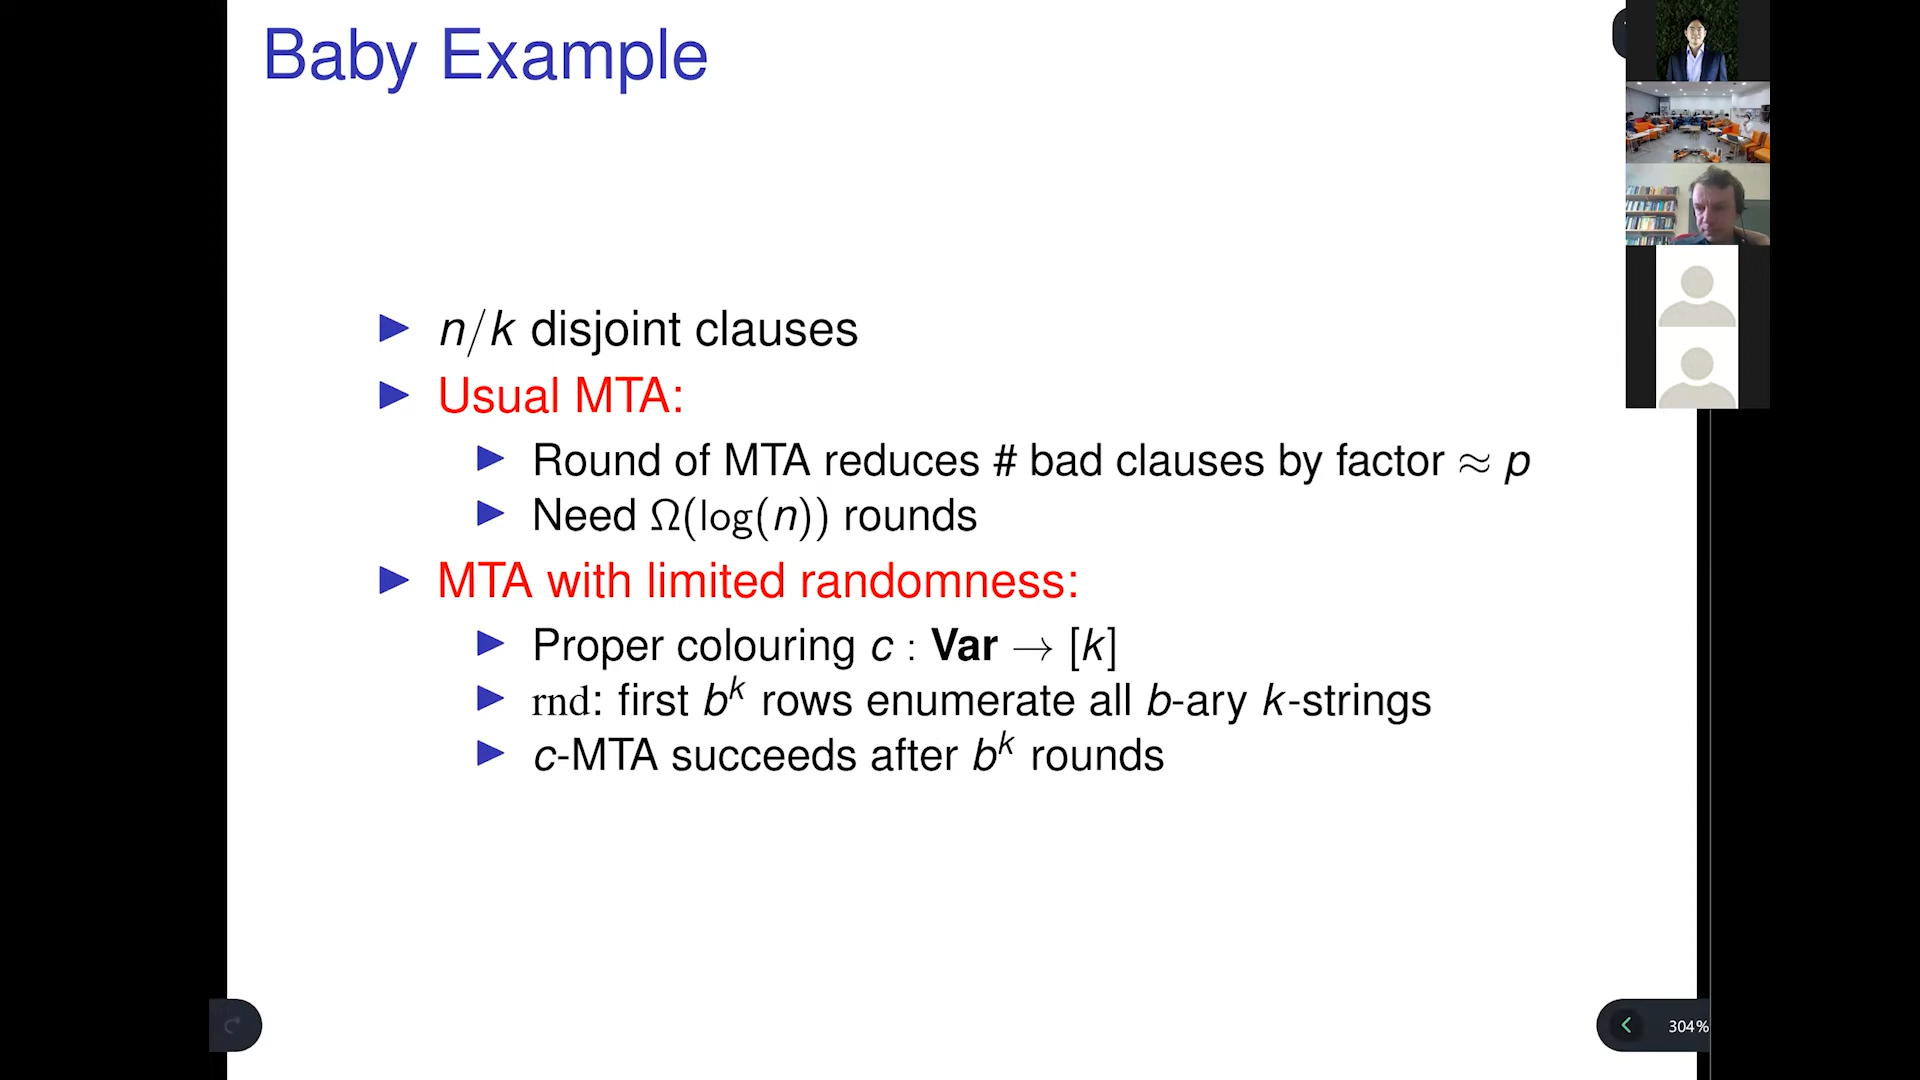 Baby Example
▶ n/k disjoint clauses
▶ Usual MTA:
▶ Round of MTA reduces # bad clauses by factor ≈ p
▶ Need Ω(log(n)) rounds
▶ MTA with limited randomness:
▶ Proper colouring c : Var → [k]
▶ rnd: first b^k rows enumerate all b-ary k-strings
▶ c-MTA succeeds after b^k rounds
304%